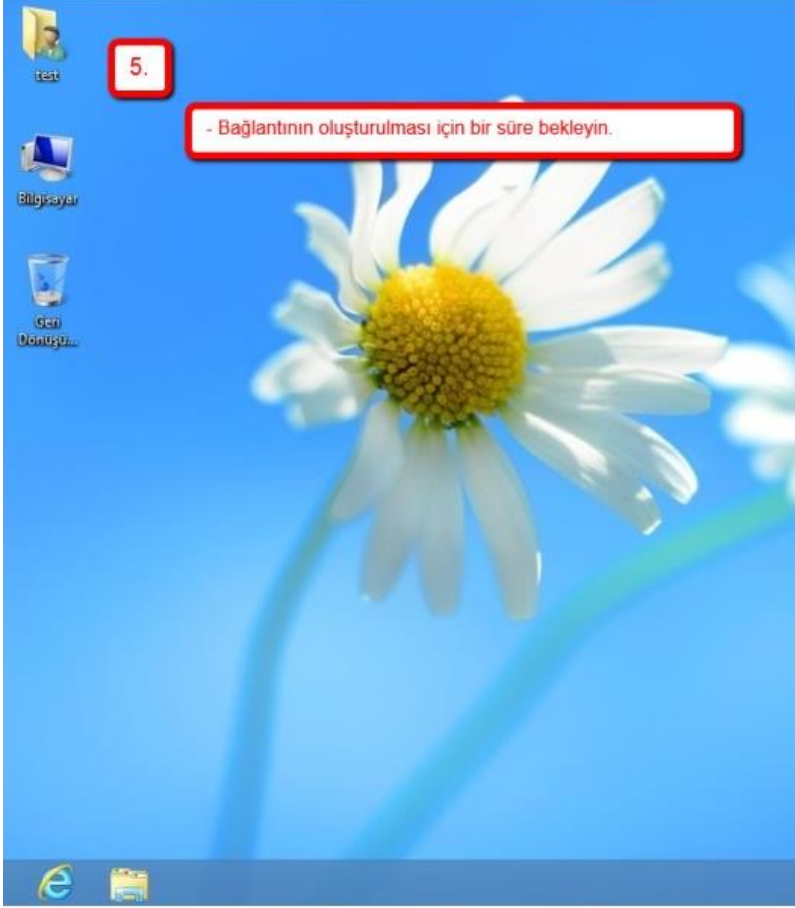 test
5.
- Bağlantının oluşturulması için bir süre bekleyin.
Bilgisayar
Geri
Dönüşü...